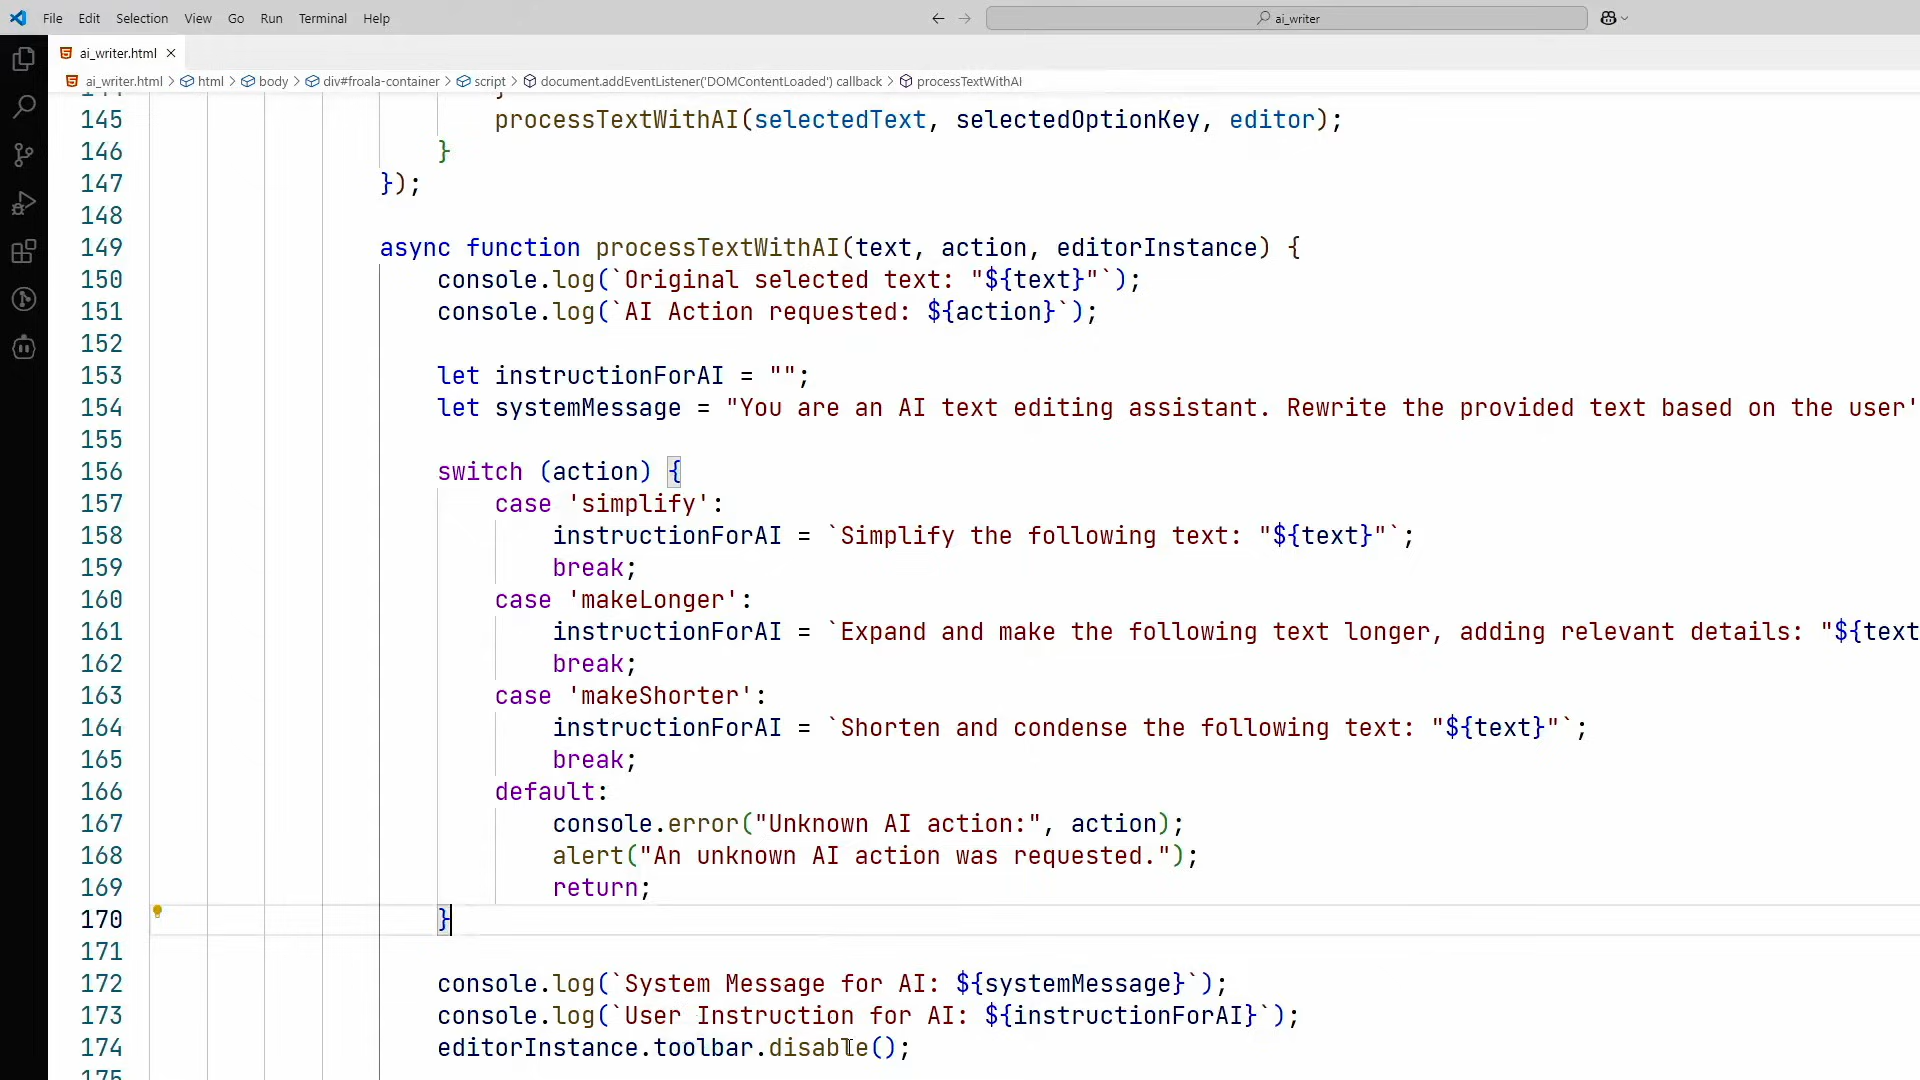 File Edit Selection View Go Run Terminal Help
ai_writer
ai_writer.html
ai_writer.html > html > body > div#froala-container > script > document.addEventListener('DOMContentLoaded') callback > processTextWithAI
145 processTextWithAI(selectedText, selectedOptionKey, editor);
146 }
147 });
148
149 async function processTextWithAI(text, action, editorInstance) {
150 console.log(`Original selected text: "${text}"`);
151 console.log(`AI Action requested: ${action}`);
152
153 let instructionForAI = "";
154 let systemMessage = "You are an AI text editing assistant. Rewrite the provided text based on the user'
155
156 switch (action) {
157 case 'simplify':
158 instructionForAI = `Simplify the following text: "${text}"`;
159 break;
160 case 'makeLonger':
161 instructionForAI = `Expand and make the following text longer, adding relevant details: "${text
162 break;
163 case 'makeShorter':
164 instructionForAI = `Shorten and condense the following text: "${text}"`;
165 break;
166 default:
167 console.error("Unknown AI action:", action);
168 alert("An unknown AI action was requested.");
169 return;
170 }
171
172 console.log(`System Message for AI: ${systemMessage}`);
173 console.log(`User Instruction for AI: ${instructionForAI}`);
174 editorInstance.toolbar.disable();